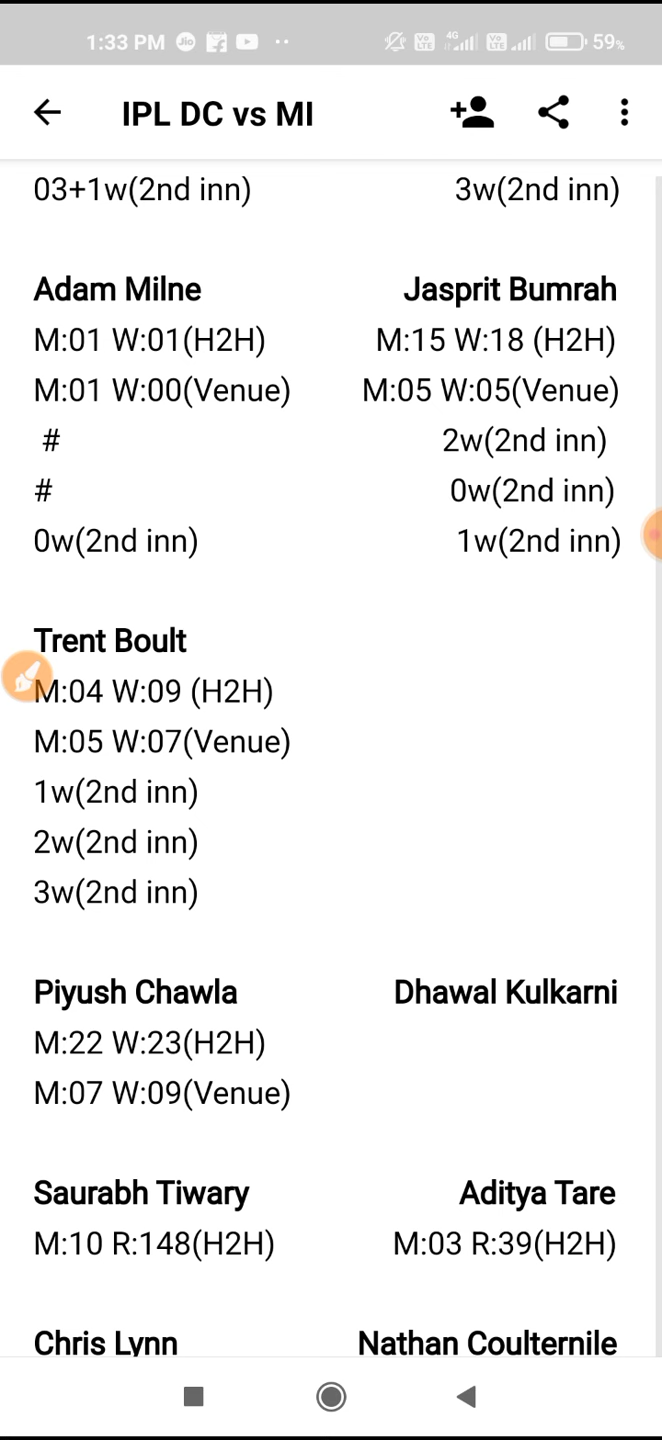 1:33 PM 59%
IPL DC vs MI
03+1w(2nd inn) 3w(2nd inn)
Adam Milne Jasprit Bumrah
M:01 W:01(H2H) M:15 W:18 (H2H)
M:01 W:00(Venue) M:05 W:05(Venue)
# 2w(2nd inn)
# 0w(2nd inn)
0w(2nd inn) 1w(2nd inn)
Trent Boult
M:04 W:09 (H2H)
M:05 W:07(Venue)
1w(2nd inn)
2w(2nd inn)
3w(2nd inn)
Piyush Chawla Dhawal Kulkarni
M:22 W:23(H2H)
M:07 W:09(Venue)
Saurabh Tiwary Aditya Tare
M:10 R:148(H2H) M:03 R:39(H2H)
Chris Lynn Nathan Coulternile